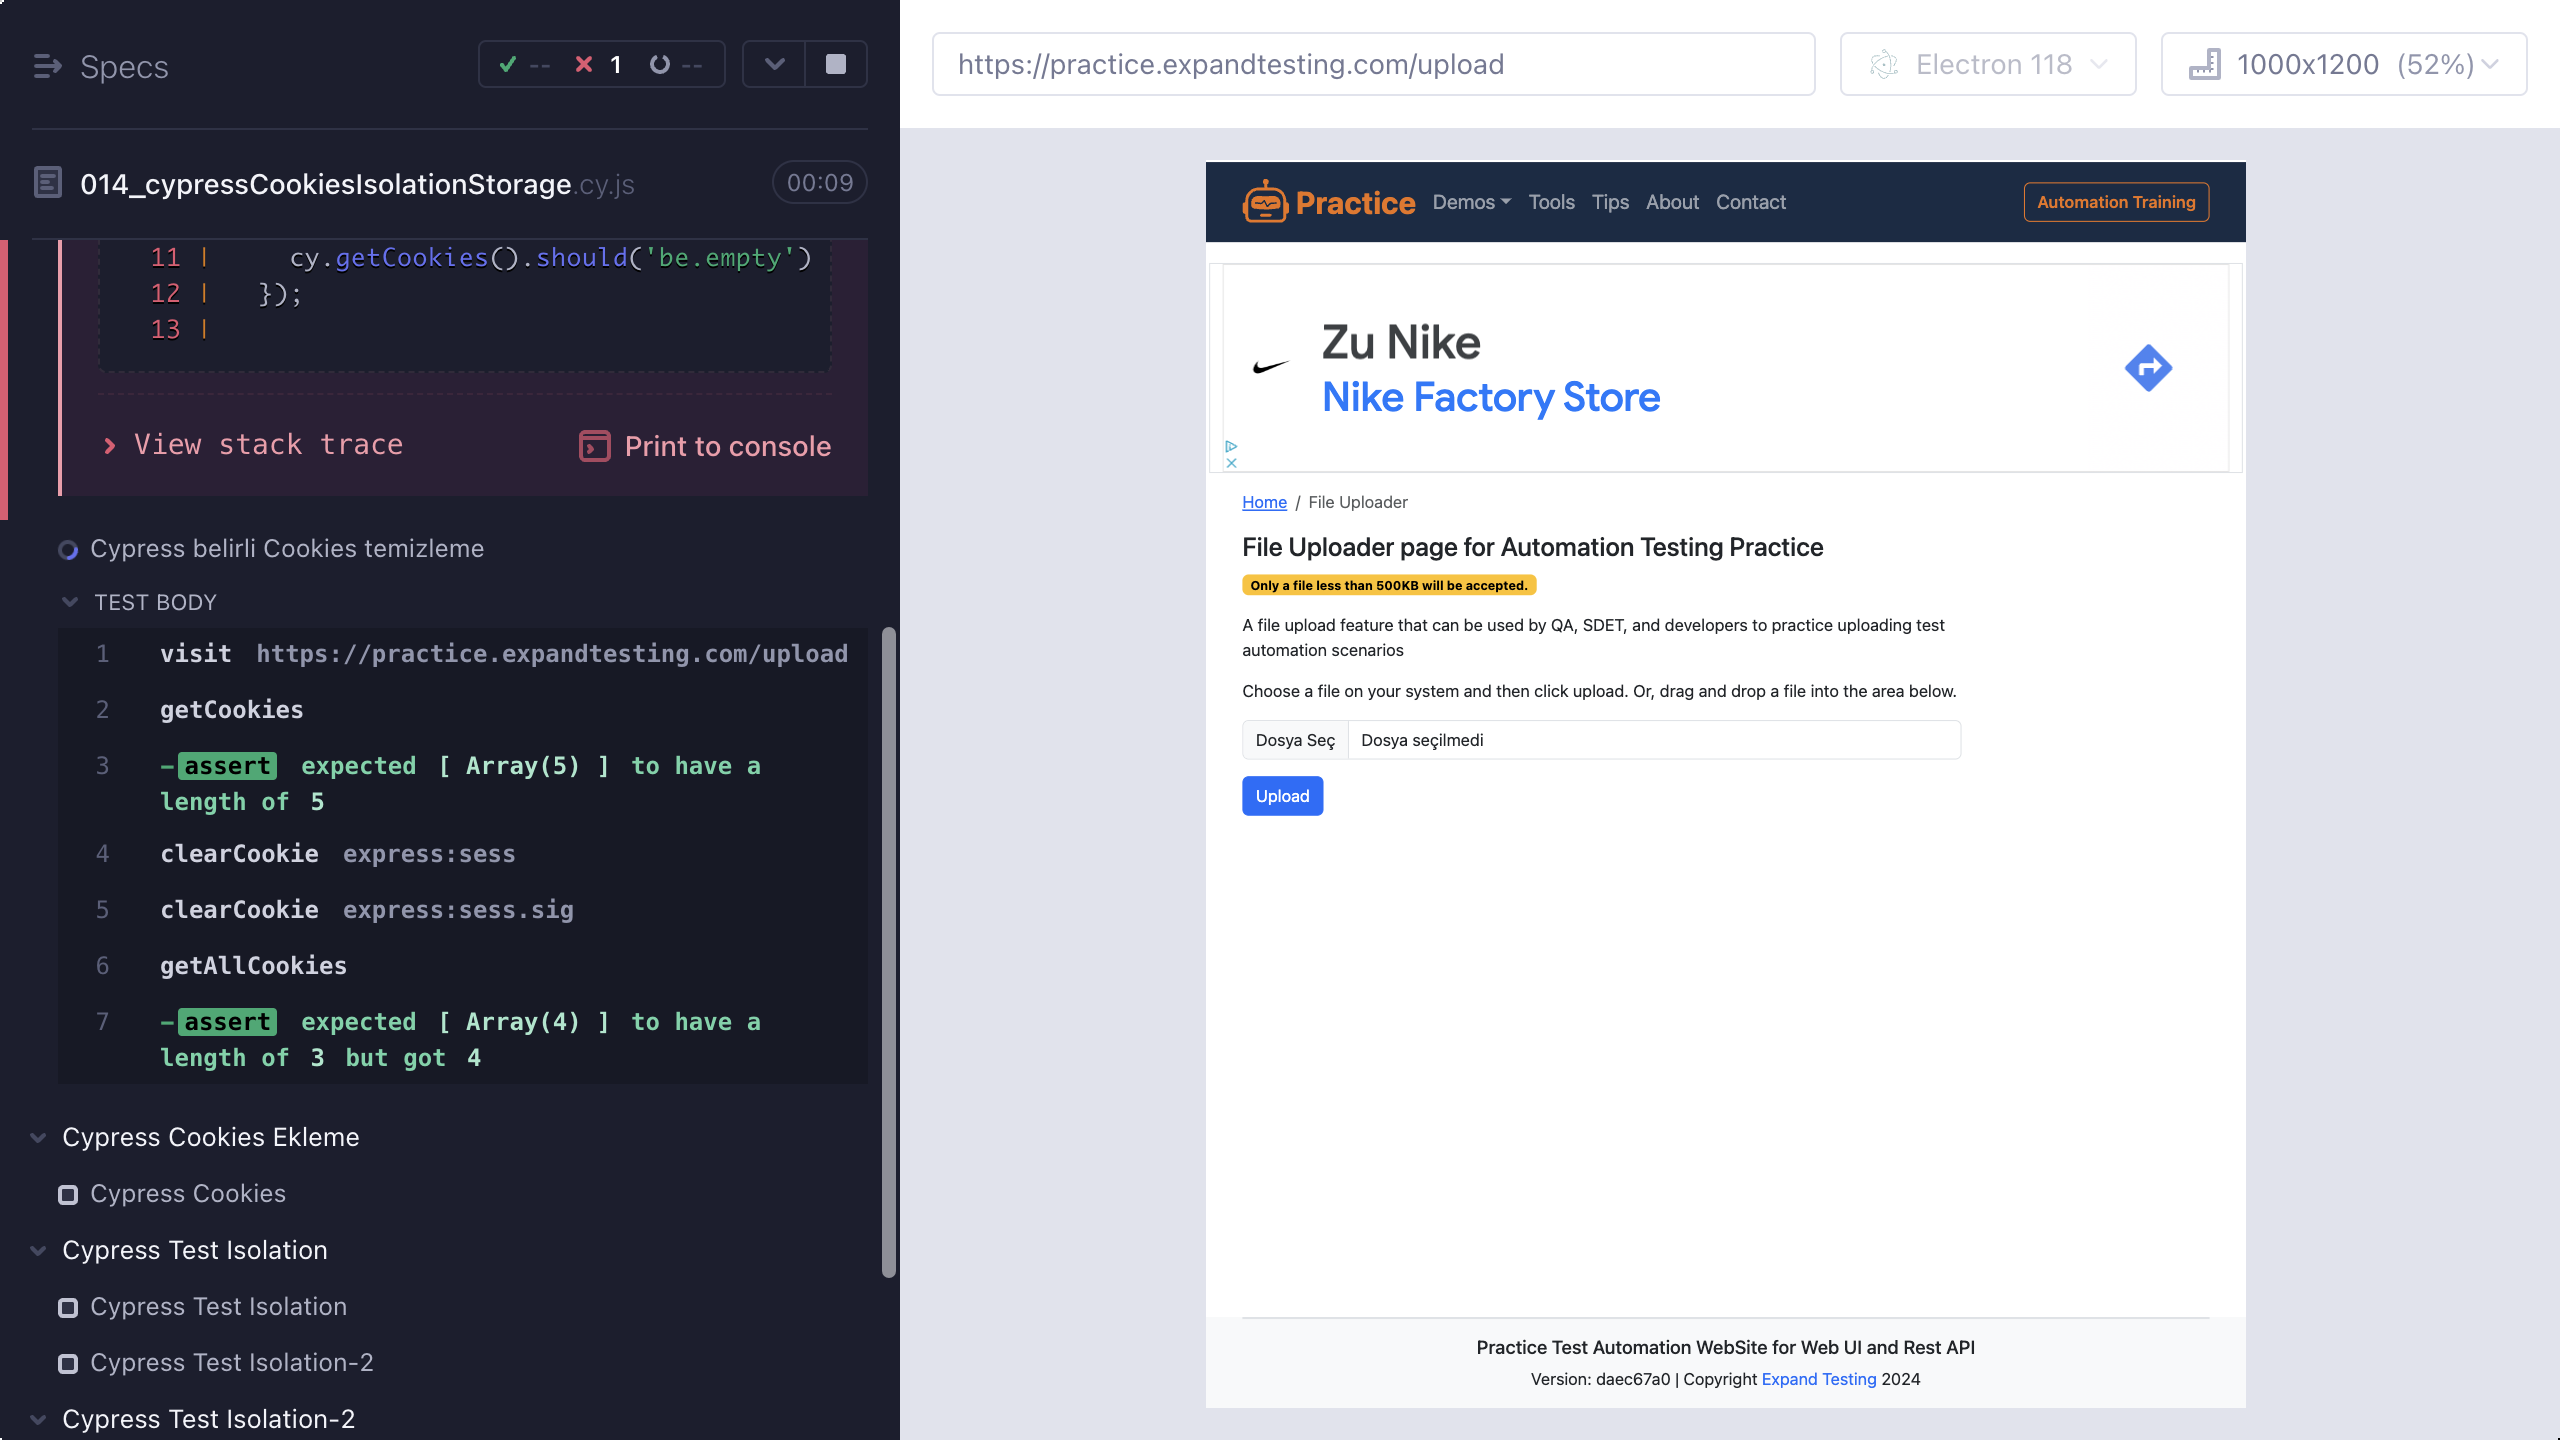 Specs
-- 1 --
014_cypressCookiesIsolationStorage.cy.js 00:09
11 | cy.getCookies().should('be.empty')
12 | });
13 |
View stack trace Print to console
Cypress belirli Cookies temizleme
TEST BODY
1 visit https://practice.expandtesting.com/upload
2 getCookies
3 -assert expected [ Array(5) ] to have a
length of 5
4 clearCookie express:sess
5 clearCookie express:sess.sig
6 getAllCookies
7 -assert expected [ Array(4) ] to have a
length of 3 but got 4
Cypress Cookies Ekleme
Cypress Cookies
Cypress Test Isolation
Cypress Test Isolation
Cypress Test Isolation-2
Cypress Test Isolation-2
https://practice.expandtesting.com/upload Electron 118 1000x1200 (52%)
Practice Demos Tools Tips About Contact Automation Training
Zu Nike
Nike Factory Store
Home / File Uploader
File Uploader page for Automation Testing Practice
Only a file less than 500KB will be accepted.
A file upload feature that can be used by QA, SDET, and developers to practice uploading test
automation scenarios
Choose a file on your system and then click upload. Or, drag and drop a file into the area below.
Dosya Seç Dosya seçilmedi
Upload
Practice Test Automation WebSite for Web UI and Rest API
Version: daec67a0 | Copyright Expand Testing 2024